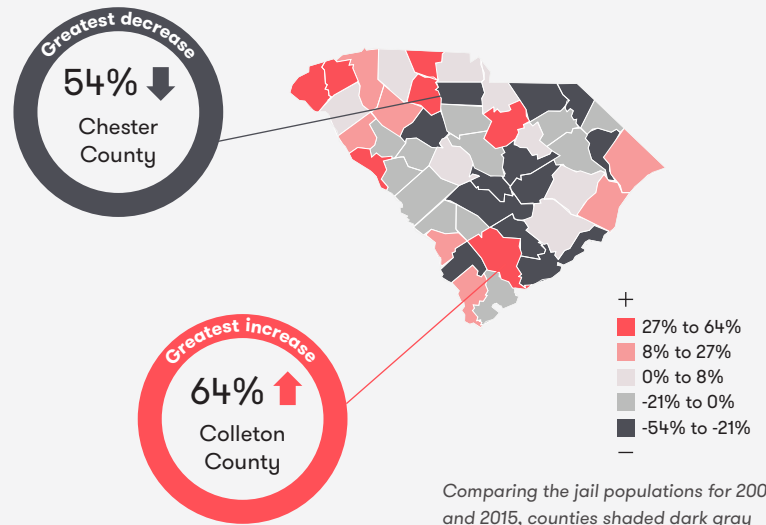 Greatest decrease
54%
Chester
County
Greatest increase
64%
Colleton
County
+
27% to 64%
8% to 27%
0% to 8%
-21% to 0%
-54% to -21%
–
Comparing the jail populations for
and 2015, counties shaded dark gray